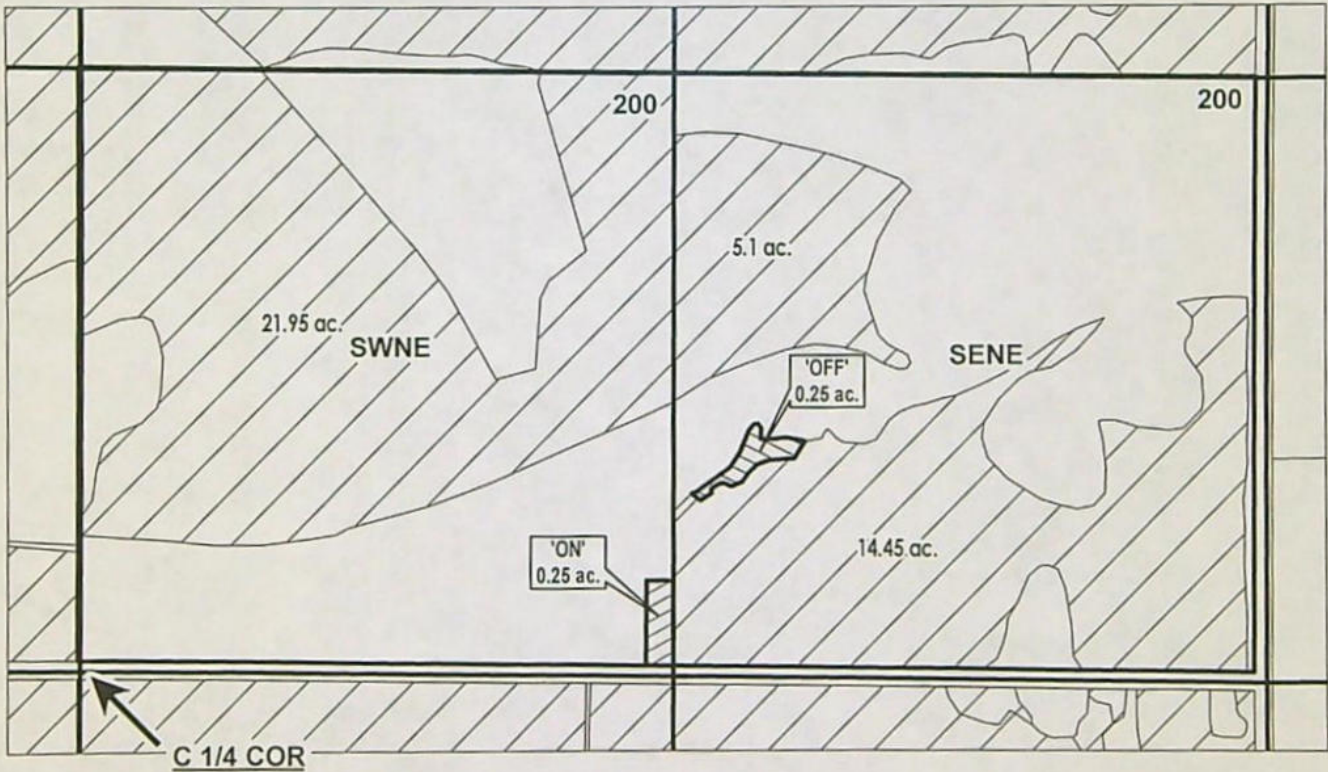 200
200
5.1 ac.
21.95 ac.
SWNE
SENE
'OFF'
0.25 ac.
14.45 ac.
'ON'
0.25 ac.
C 1/4 COR